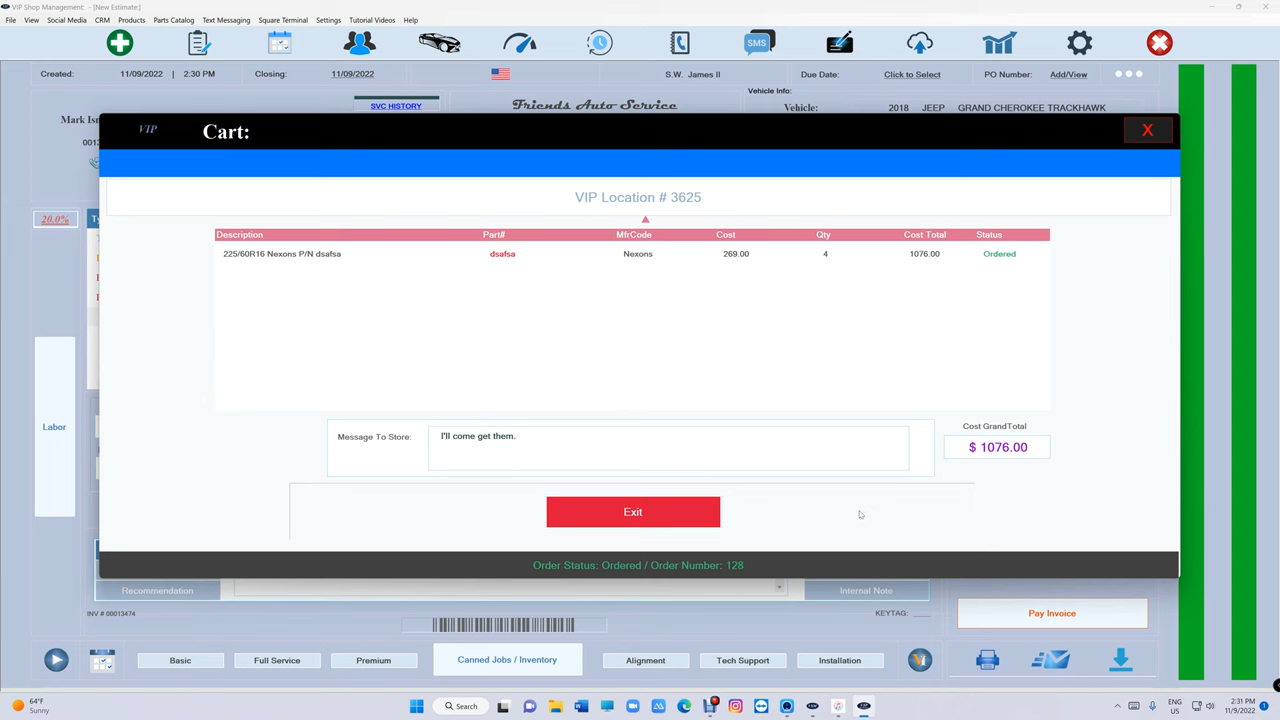 VIP Shop Management: - [New Estimate:]
File View Social Media CRM Products Parts Catalog Text Messaging Square Terminal Settings Tutorial Videos Help
SMS
Created: 11/09/2022 | 2:30 PM Closing: 11/09/2022 S.W. James II Due Date: Click to Select PO Number: Add/View
Vehicle Info:
SVC HISTORY Friends Auto Service Vehicle: 2018 JEEP GRAND CHEROKEE TRACKHAWK
VIP Cart: X
VIP Location # 3625
20.0%
Description Part# MfrCode Cost Qty Cost Total Status
225/60R16 Nexons P/N dsafsa dsafsa Nexons 269.00 4 1076.00 Ordered
Labor
Message To Store: I'll come get them.
Cost GrandTotal
$ 1076.00
Exit
Order Status: Ordered / Order Number: 128
Recommendation Internal Note
INV # 00013474 KEYTAG: ____
Pay Invoice
Basic Full Service Premium Canned Jobs / Inventory Alignment Tech Support Installation
64°F
Sunny
Search
ENG
US
2:31 PM
11/9/2022